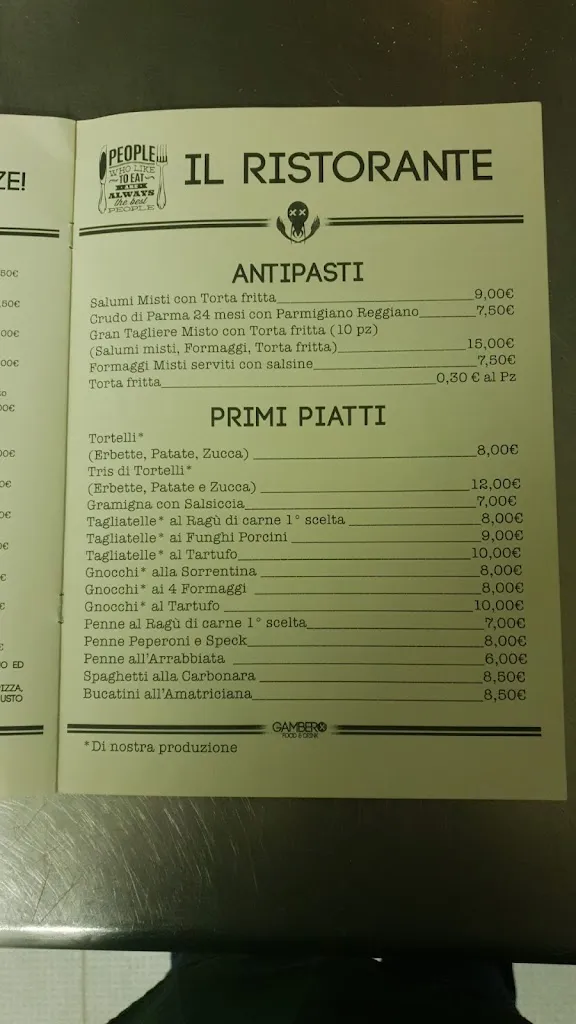 ZE!
PEOPLE
WHO LIKE
TO EAT
AND
ALWAYS
the best
PEOPLE
IL RISTORANTE
ANTIPASTI
Salumi Misti con Torta fritta 9,00€
Crudo di Parma 24 mesi con Parmigiano Reggiano 7,50€
Gran Tagliere Misto con Torta fritta (10 pz)
(Salumi misti, Formaggi, Torta fritta) 15,00€
Formaggi Misti serviti con salsine 7,50€
Torta fritta 0,30 € al Pz
PRIMI PIATTI
Tortelli*
(Erbette, Patate, Zucca) 8,00€
Tris di Tortelli*
(Erbette, Patate e Zucca) 12,00€
Gramigna con Salsiccia 7,00€
Tagliatelle* al Ragù di carne 1° scelta 8,00€
Tagliatelle* ai Funghi Porcini 9,00€
Tagliatelle* al Tartufo 10,00€
Gnocchi* alla Sorrentina 8,00€
Gnocchi* ai 4 Formaggi 8,00€
Gnocchi* al Tartufo 10,00€
Penne al Ragù di carne 1° scelta 7,00€
Penne Peperoni e Speck 8,00€
Penne all'Arrabbiata 6,00€
Spaghetti alla Carbonara 8,50€
Bucatini all'Amatriciana 8,50€
GAMBERO
FOOD & DRINK
*Di nostra produzione